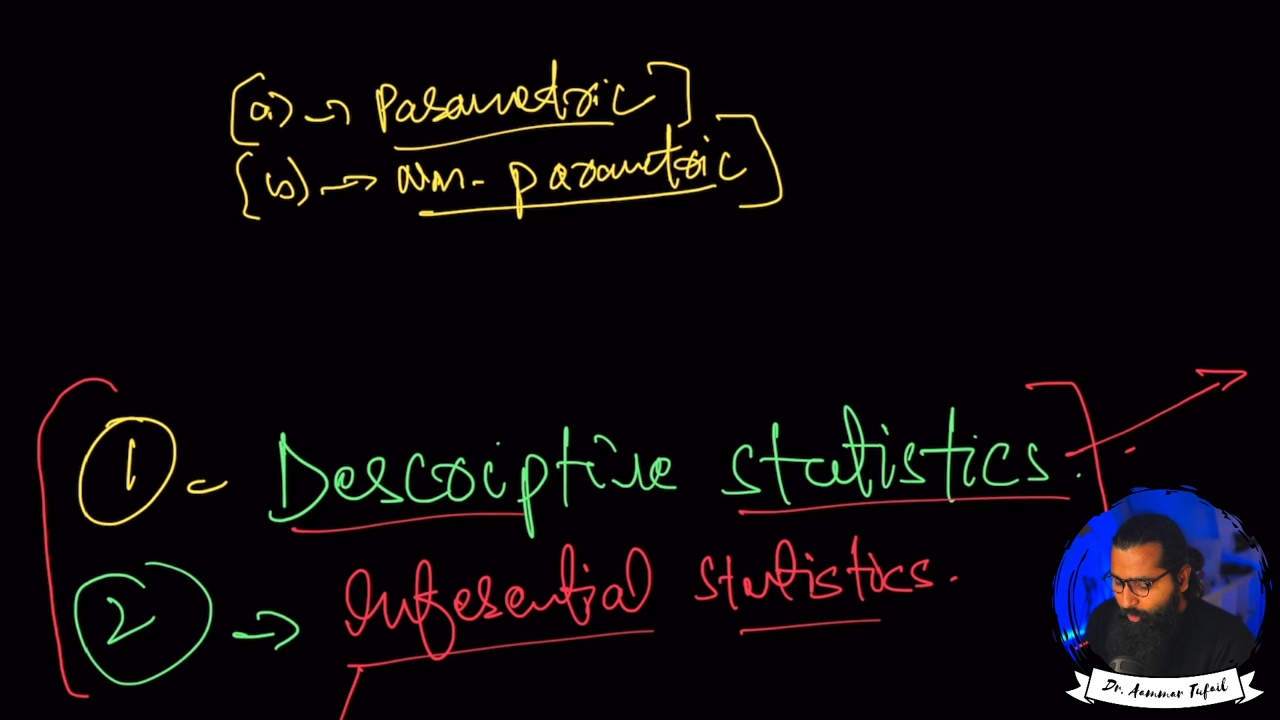 (a) → Parametric
(b) → Non-parametric
1 - Descriptive statistics.
2 → Inferential statistics.
Dr. Aammar Tufail